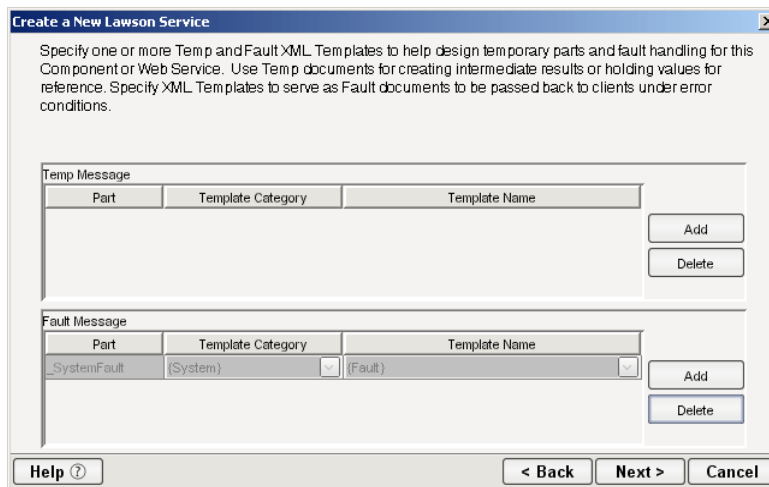 Create a New Lawson Service
Specify one or more Temp and Fault XML Templates to help design temporary parts and fault handling for this
Component or Web Service. Use Temp documents for creating intermediate results or holding values for
reference. Specify XML Templates to serve as Fault documents to be passed back to clients under error
conditions.
Temp Message
Part Template Category Template Name
Add
Delete
Fault Message
Part Template Category Template Name
_SystemFault {System} {Fault}
Add
Delete
Help ?
< Back Next > Cancel